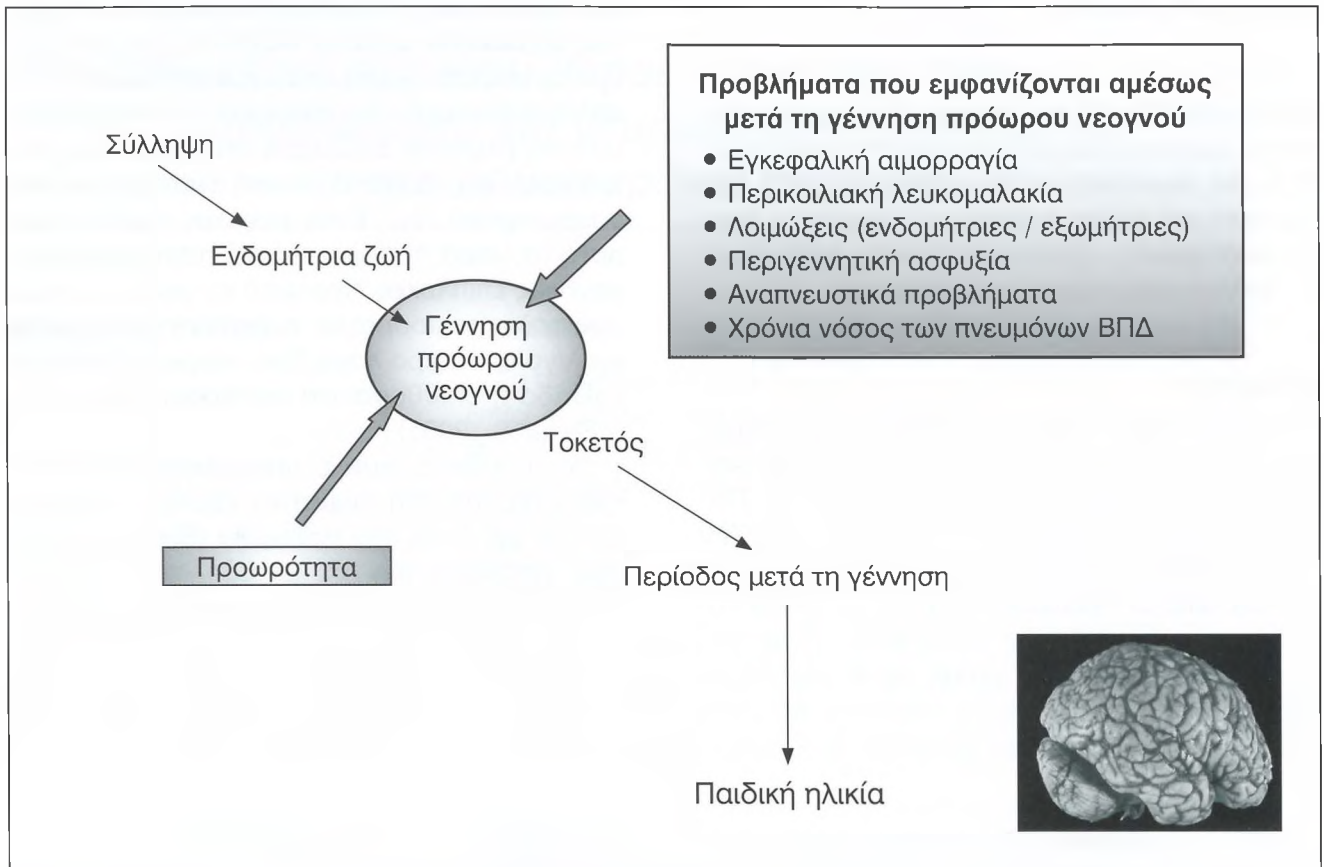 Σύλληψη
Ενδομήτρια ζωή
Γέννηση
πρόωρου
νεογνού
Προωρότητα
Τοκετός
Περίοδος μετά τη γέννηση
Παιδική ηλικία
Προβλήματα που εμφανίζονται αμέσως
μετά τη γέννηση πρόωρου νεογνού
• Εγκεφαλική αιμορραγία
• Περικοιλιακή λευκομαλακία
• Λοιμώξεις (ενδομήτριες / εξωμήτριες)
• Περιγεννητική ασφυξία
• Αναπνευστικά προβλήματα
• Χρόνια νόσος των πνευμόνων ΒΠΔ